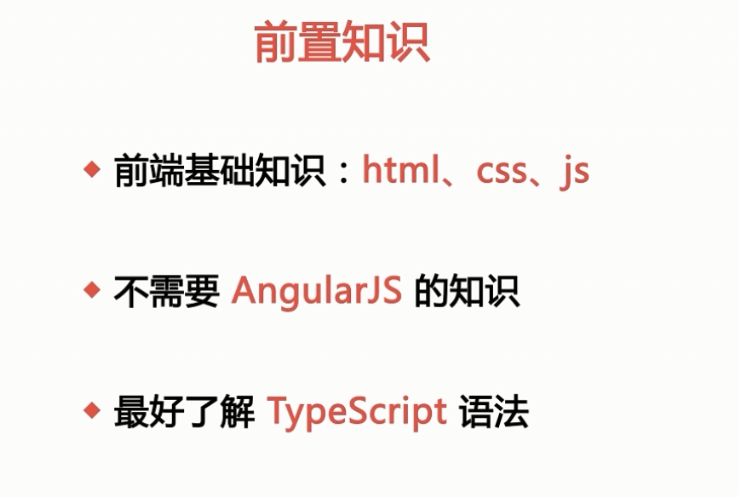 前置知识
前端基础知识：html、css、js
不需要 AngularJS 的知识
最好了解 TypeScript 语法